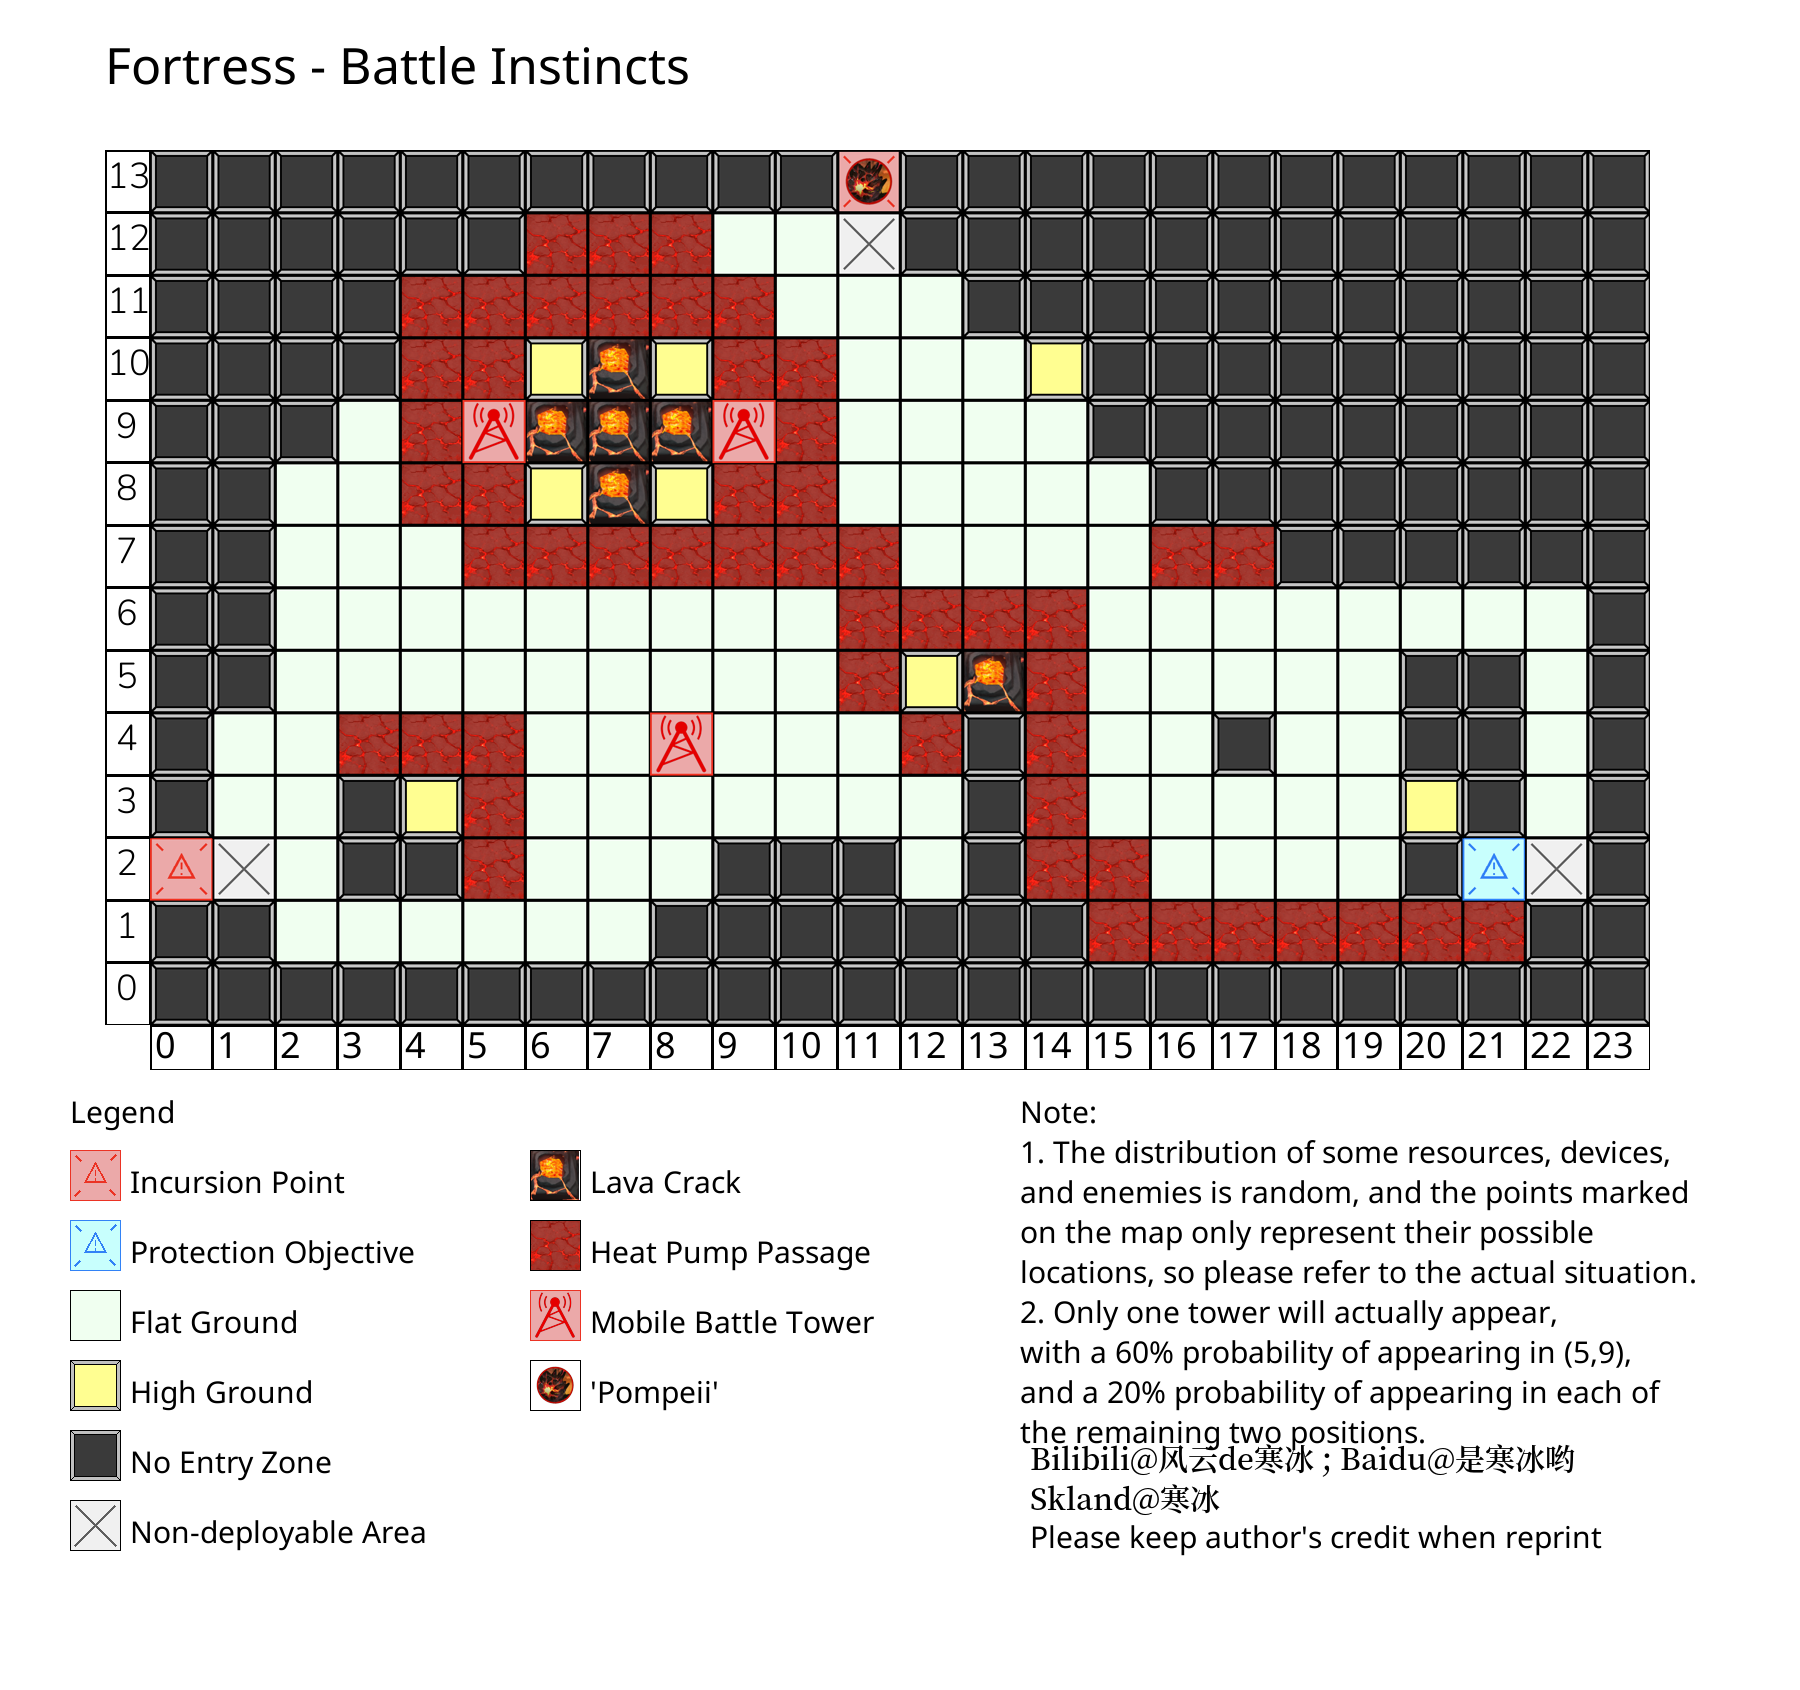 Fortress - Battle Instincts
13
12
11
10
9
8
7
6
5
4
3
2
1
0
0 1 2 3 4 5 6 7 8 9 10 11 12 13 14 15 16 17 18 19 20 21 22 23
Legend
Incursion Point
Protection Objective
Flat Ground
High Ground
No Entry Zone
Non-deployable Area
Lava Crack
Heat Pump Passage
Mobile Battle Tower
'Pompeii'
Note:
1. The distribution of some resources, devices,
and enemies is random, and the points marked
on the map only represent their possible
locations, so please refer to the actual situation.
2. Only one tower will actually appear,
with a 60% probability of appearing in (5,9),
and a 20% probability of appearing in each of
the remaining two positions.
Bilibili@风云de寒冰 ; Baidu@是寒冰哟
Skland@寒冰
Please keep author's credit when reprint